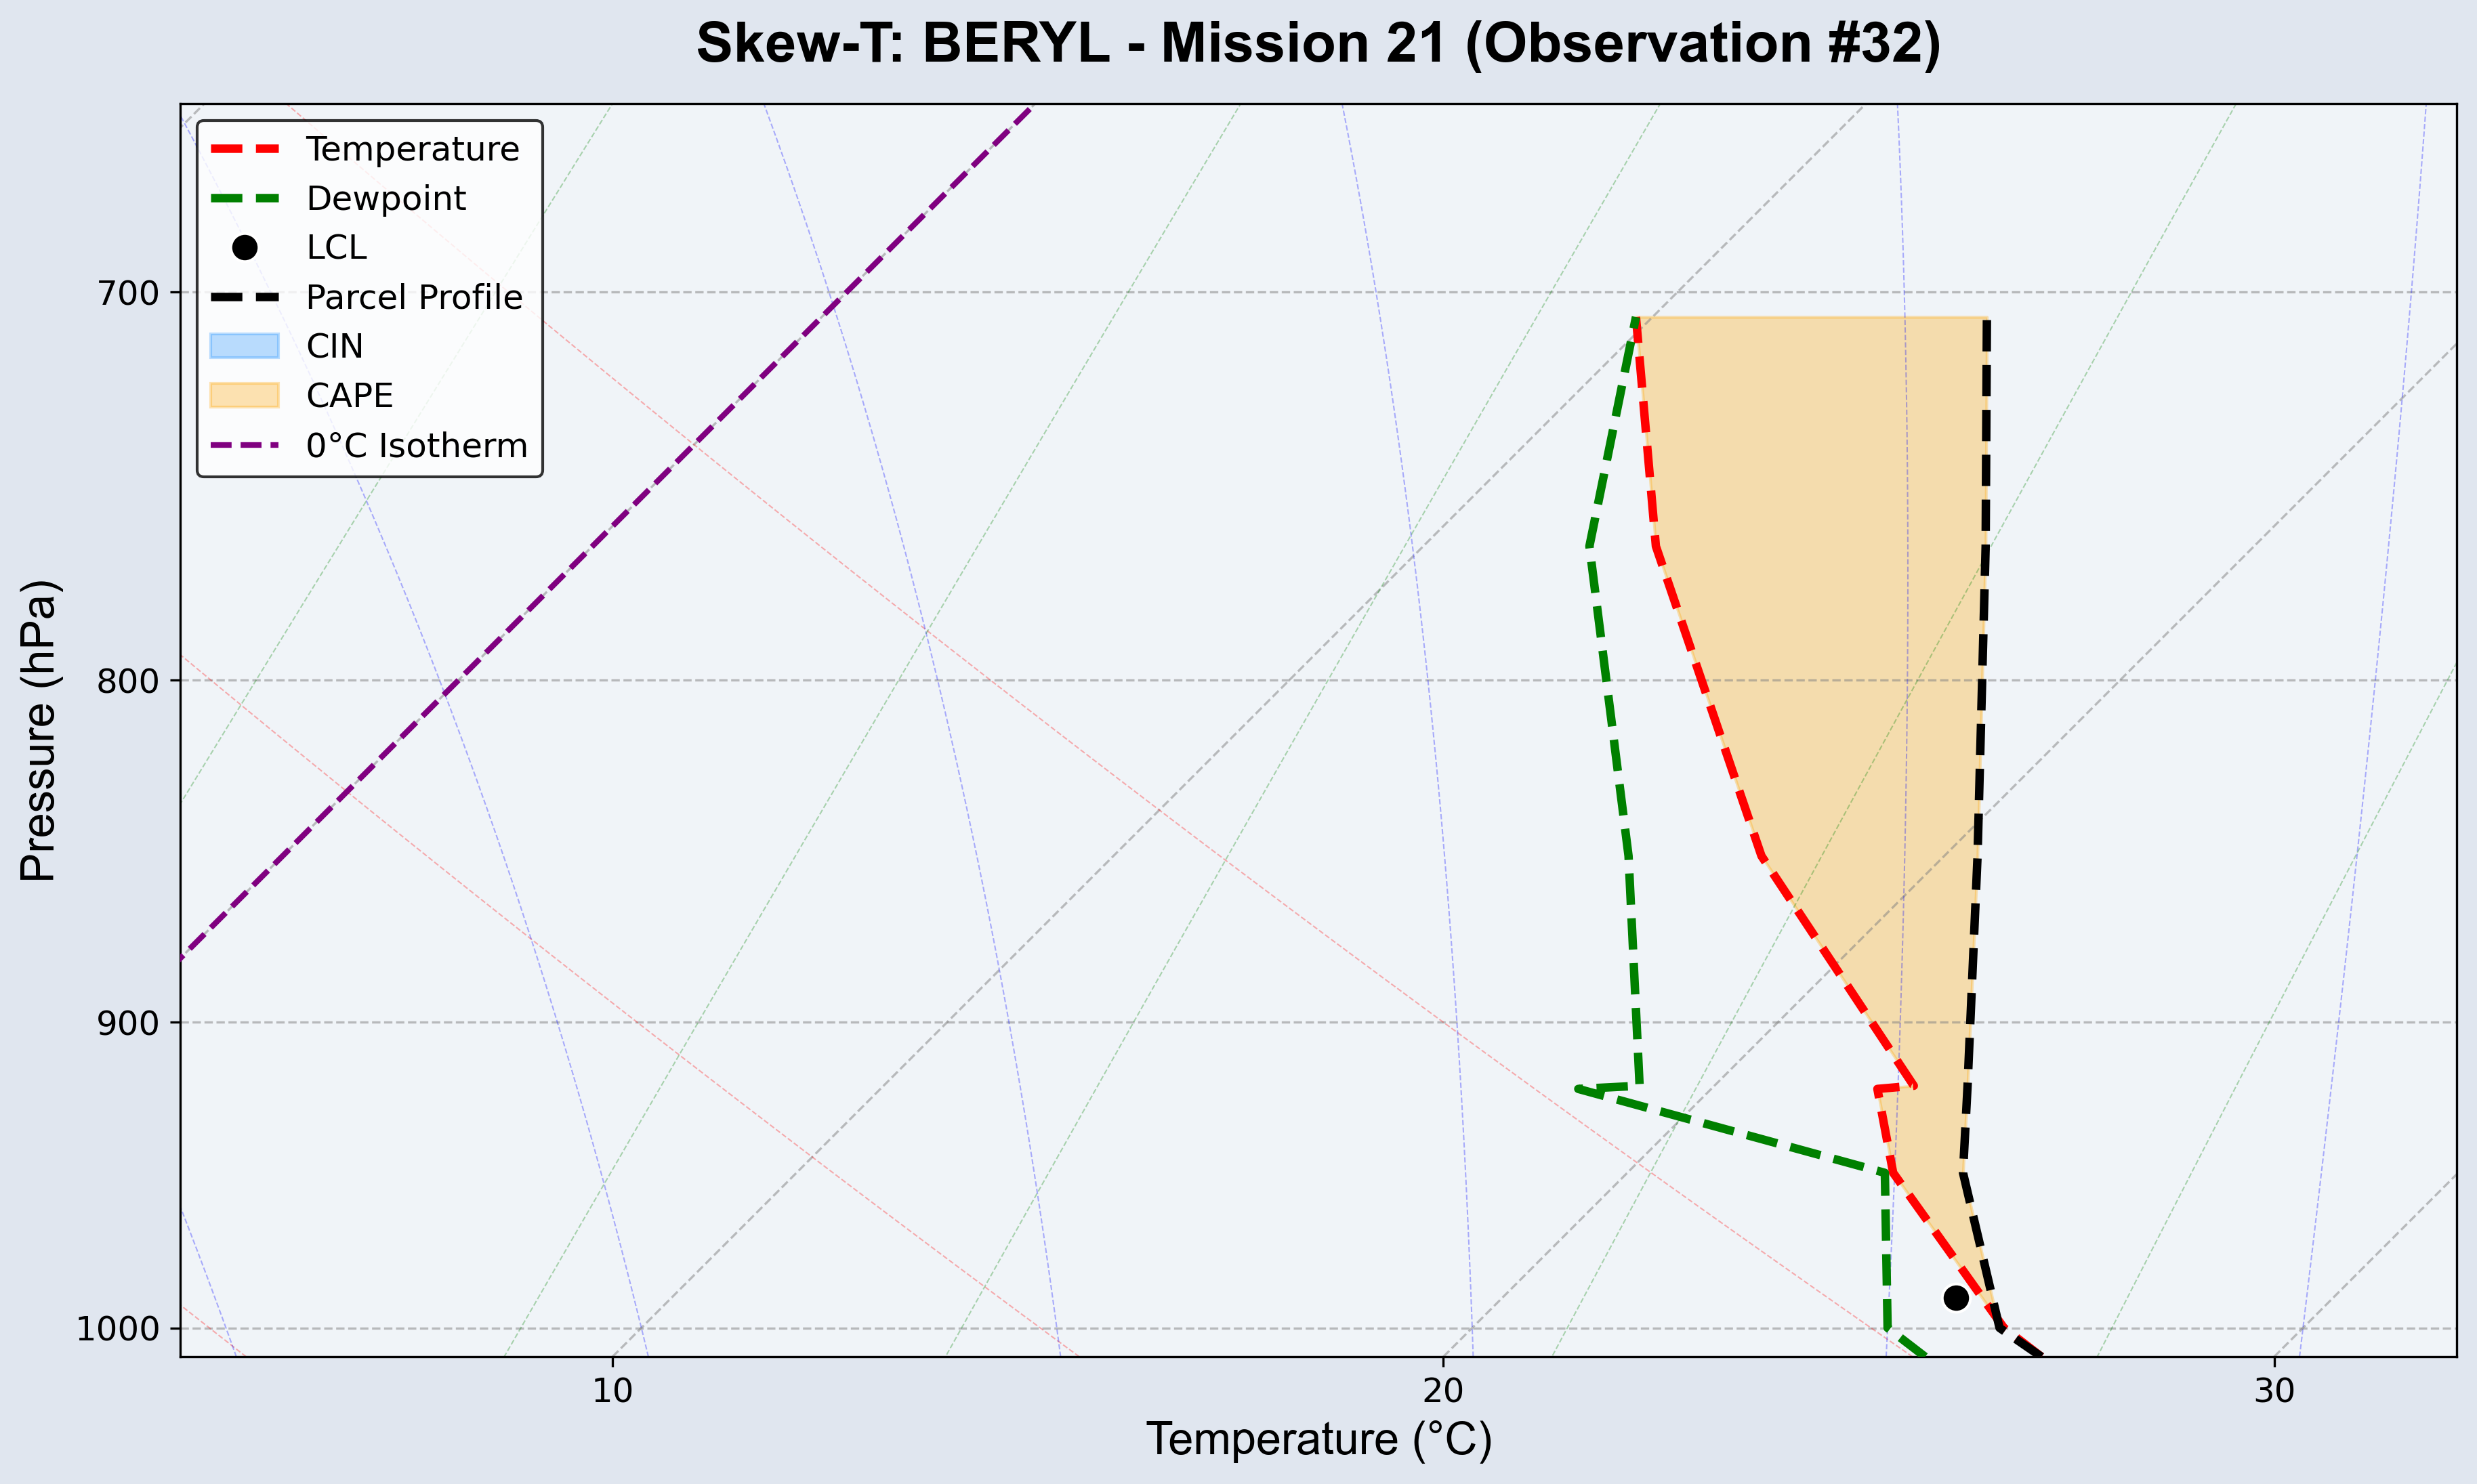 Skew-T: BERYL - Mission 21 (Observation #32)
Temperature
Dewpoint
LCL
Parcel Profile
CIN
CAPE
0°C Isotherm
Pressure (hPa)
700
800
900
1000
10 20 30
Temperature (°C)